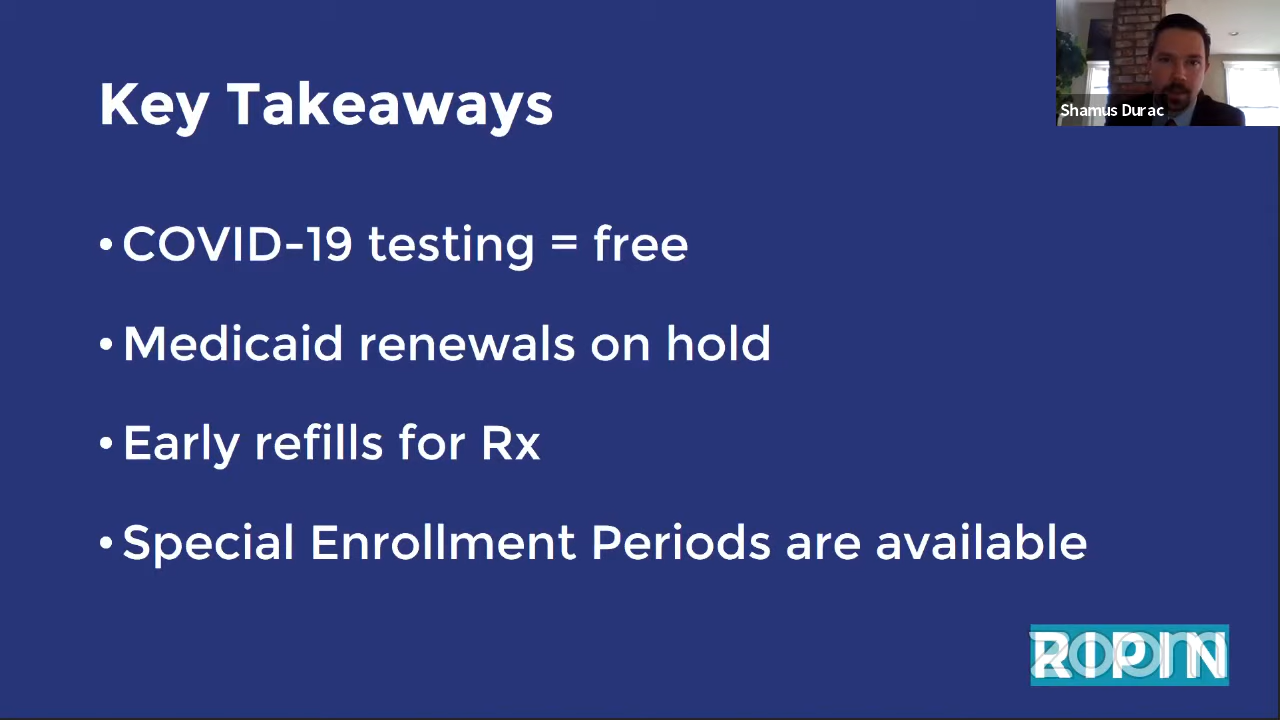 Key Takeaways
Shamus Durac
• COVID-19 testing = free
• Medicaid renewals on hold
• Early refills for Rx
• Special Enrollment Periods are available
RIPIN
zoom